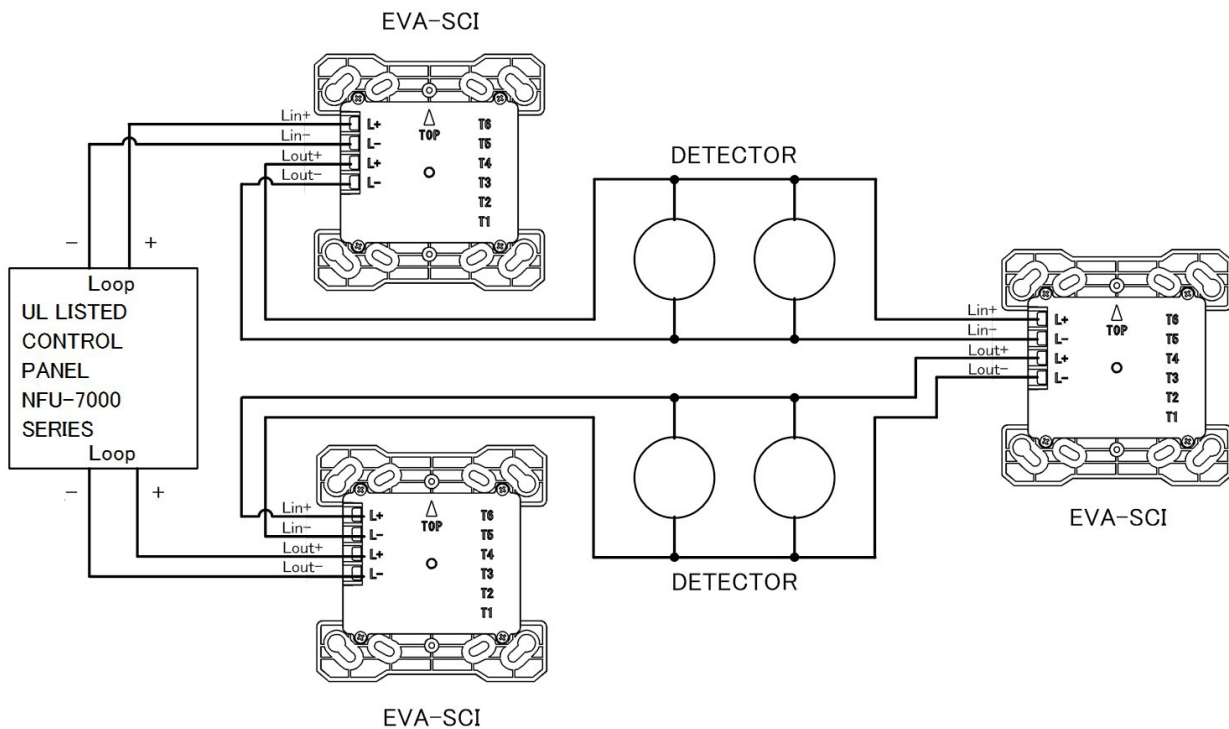 EVA-SCI
Lin+
Lin-
Lout+
Lout-
L+
L-
L+
L-
TOP
T6
T5
T4
T3
T2
T1
DETECTOR
- +
Loop
UL LISTED
CONTROL
PANEL
NFU-7000
SERIES
Loop
- +
Lin+
Lin-
Lout+
Lout-
L+
L-
L+
L-
TOP
T6
T5
T4
T3
T2
T1
EVA-SCI
Lin+
Lin-
Lout+
Lout-
L+
L-
L+
L-
TOP
T6
T5
T4
T3
T2
T1
DETECTOR
EVA-SCI